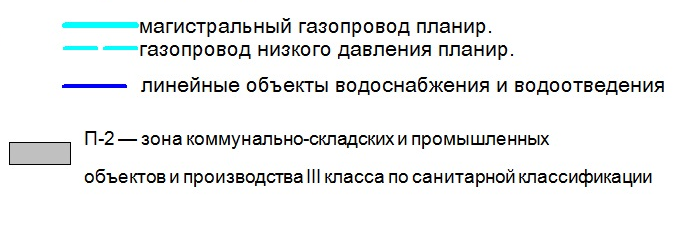 магистральный газопровод планир.
газопровод низкого давления планир.
линейные объекты водоснабжения и водоотведения
П-2 — зона коммунально-складских и промышленных
объектов и производства III класса по санитарной классификации